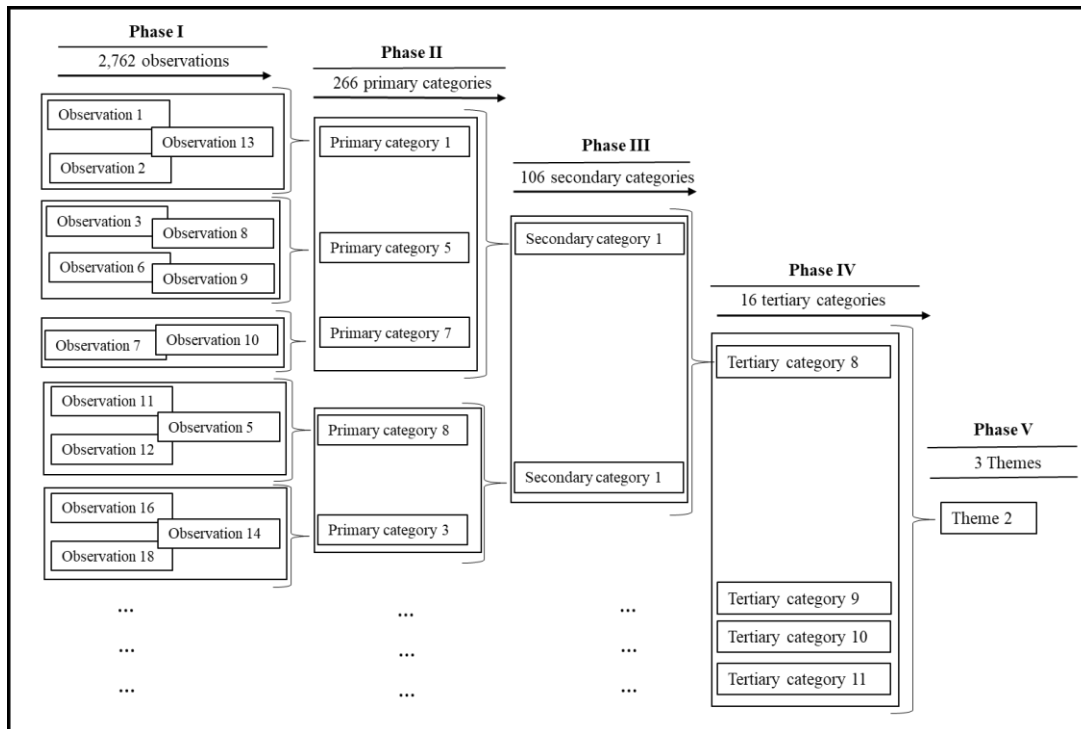 Phase I
2,762 observations
Observation 1
Observation 13
Observation 2
Observation 3
Observation 8
Observation 6
Observation 9
Observation 10
Observation 7
Observation 11
Observation 5
Observation 12
Observation 16
Observation 14
Observation 18
...
...
...
Phase II
266 primary categories
Primary category 1
Primary category 5
Primary category 7
Primary category 8
Primary category 3
...
...
...
Phase III
106 secondary categories
Secondary category 1
Secondary category 1
...
...
...
Phase IV
16 tertiary categories
Tertiary category 8
Tertiary category 9
Tertiary category 10
Tertiary category 11
Phase V
3 Themes
Theme 2